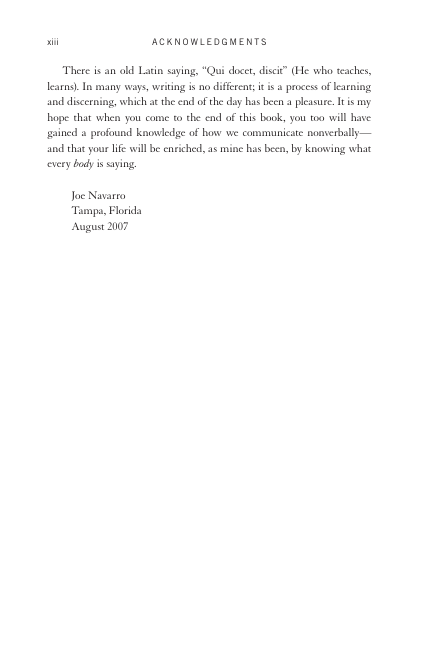 xiii ACKNOWLEDGMENTS
There is an old Latin saying, “Qui docet, discit” (He who teaches,
learns). In many ways, writing is no different; it is a process of learning
and discerning, which at the end of the day has been a pleasure. It is my
hope that when you come to the end of this book, you too will have
gained a profound knowledge of how we communicate nonverbally—
and that your life will be enriched, as mine has been, by knowing what
every body is saying.
Joe Navarro
Tampa, Florida
August 2007